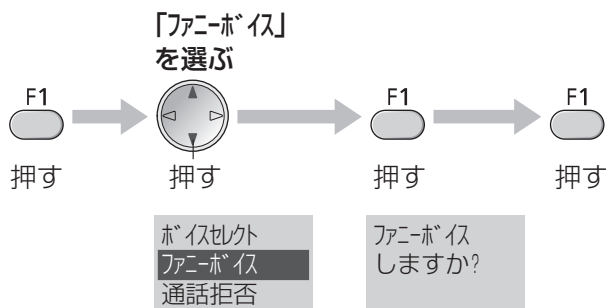 「ﾌｧﾆｰﾎﾞｲｽ」
を選ぶ
F1
F1
F1
押す
押す
押す
押す
ﾎﾞｲｽｾﾚｸﾄ
ﾌｧﾆｰﾎﾞｲｽ
通話拒否
ﾌｧﾆｰﾎﾞｲｽ
しますか?